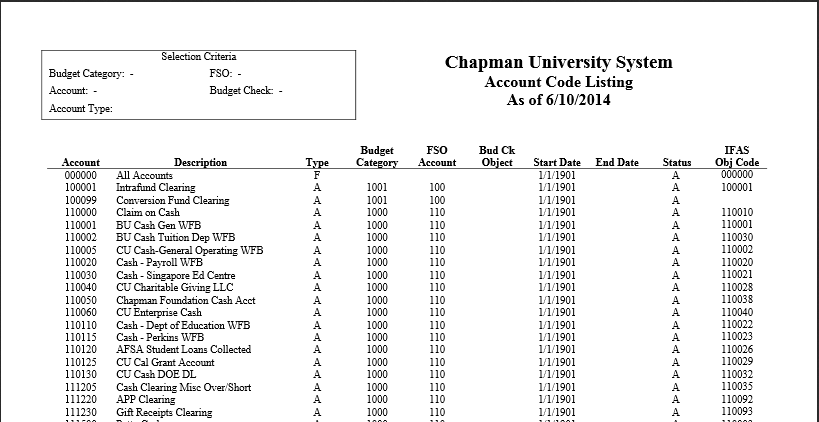 Selection Criteria
Budget Category: - FSO: -
Account: - Budget Check: -
Account Type:
Chapman University System
Account Code Listing
As of 6/10/2014
Budget FSO Bud Ck IFAS
Account Description Type Category Account Object Start Date End Date Status Obj Code
000000 All Accounts F 1/1/1901 A 000000
100001 Intrafund Clearing A 1001 100 1/1/1901 A 100001
100099 Conversion Fund Clearing A 1001 100 1/1/1901 A
110000 Claim on Cash A 1000 110 1/1/1901 A 110010
110001 BU Cash Gen WFB A 1000 110 1/1/1901 A 110001
110002 BU Cash Tuition Dep WFB A 1000 110 1/1/1901 A 110030
110005 CU Cash-General Operating WFB A 1000 110 1/1/1901 A 110002
110020 Cash - Payroll WFB A 1000 110 1/1/1901 A 110020
110030 Cash - Singapore Ed Centre A 1000 110 1/1/1901 A 110021
110040 CU Charitable Giving LLC A 1000 110 1/1/1901 A 110028
110050 Chapman Foundation Cash Acct A 1000 110 1/1/1901 A 110038
110060 CU Enterprise Cash A 1000 110 1/1/1901 A 110040
110110 Cash - Dept of Education WFB A 1000 110 1/1/1901 A 110022
110115 Cash - Perkins WFB A 1000 110 1/1/1901 A 110023
110120 AFSA Student Loans Collected A 1000 110 1/1/1901 A 110026
110125 CU Cal Grant Account A 1000 110 1/1/1901 A 110029
110130 CU Cash DOE DL A 1000 110 1/1/1901 A 110032
111205 Cash Clearing Misc Over/Short A 1000 110 1/1/1901 A 110035
111220 APP Clearing A 1000 110 1/1/1901 A 110092
111230 Gift Receipts Clearing A 1000 110 1/1/1901 A 110093